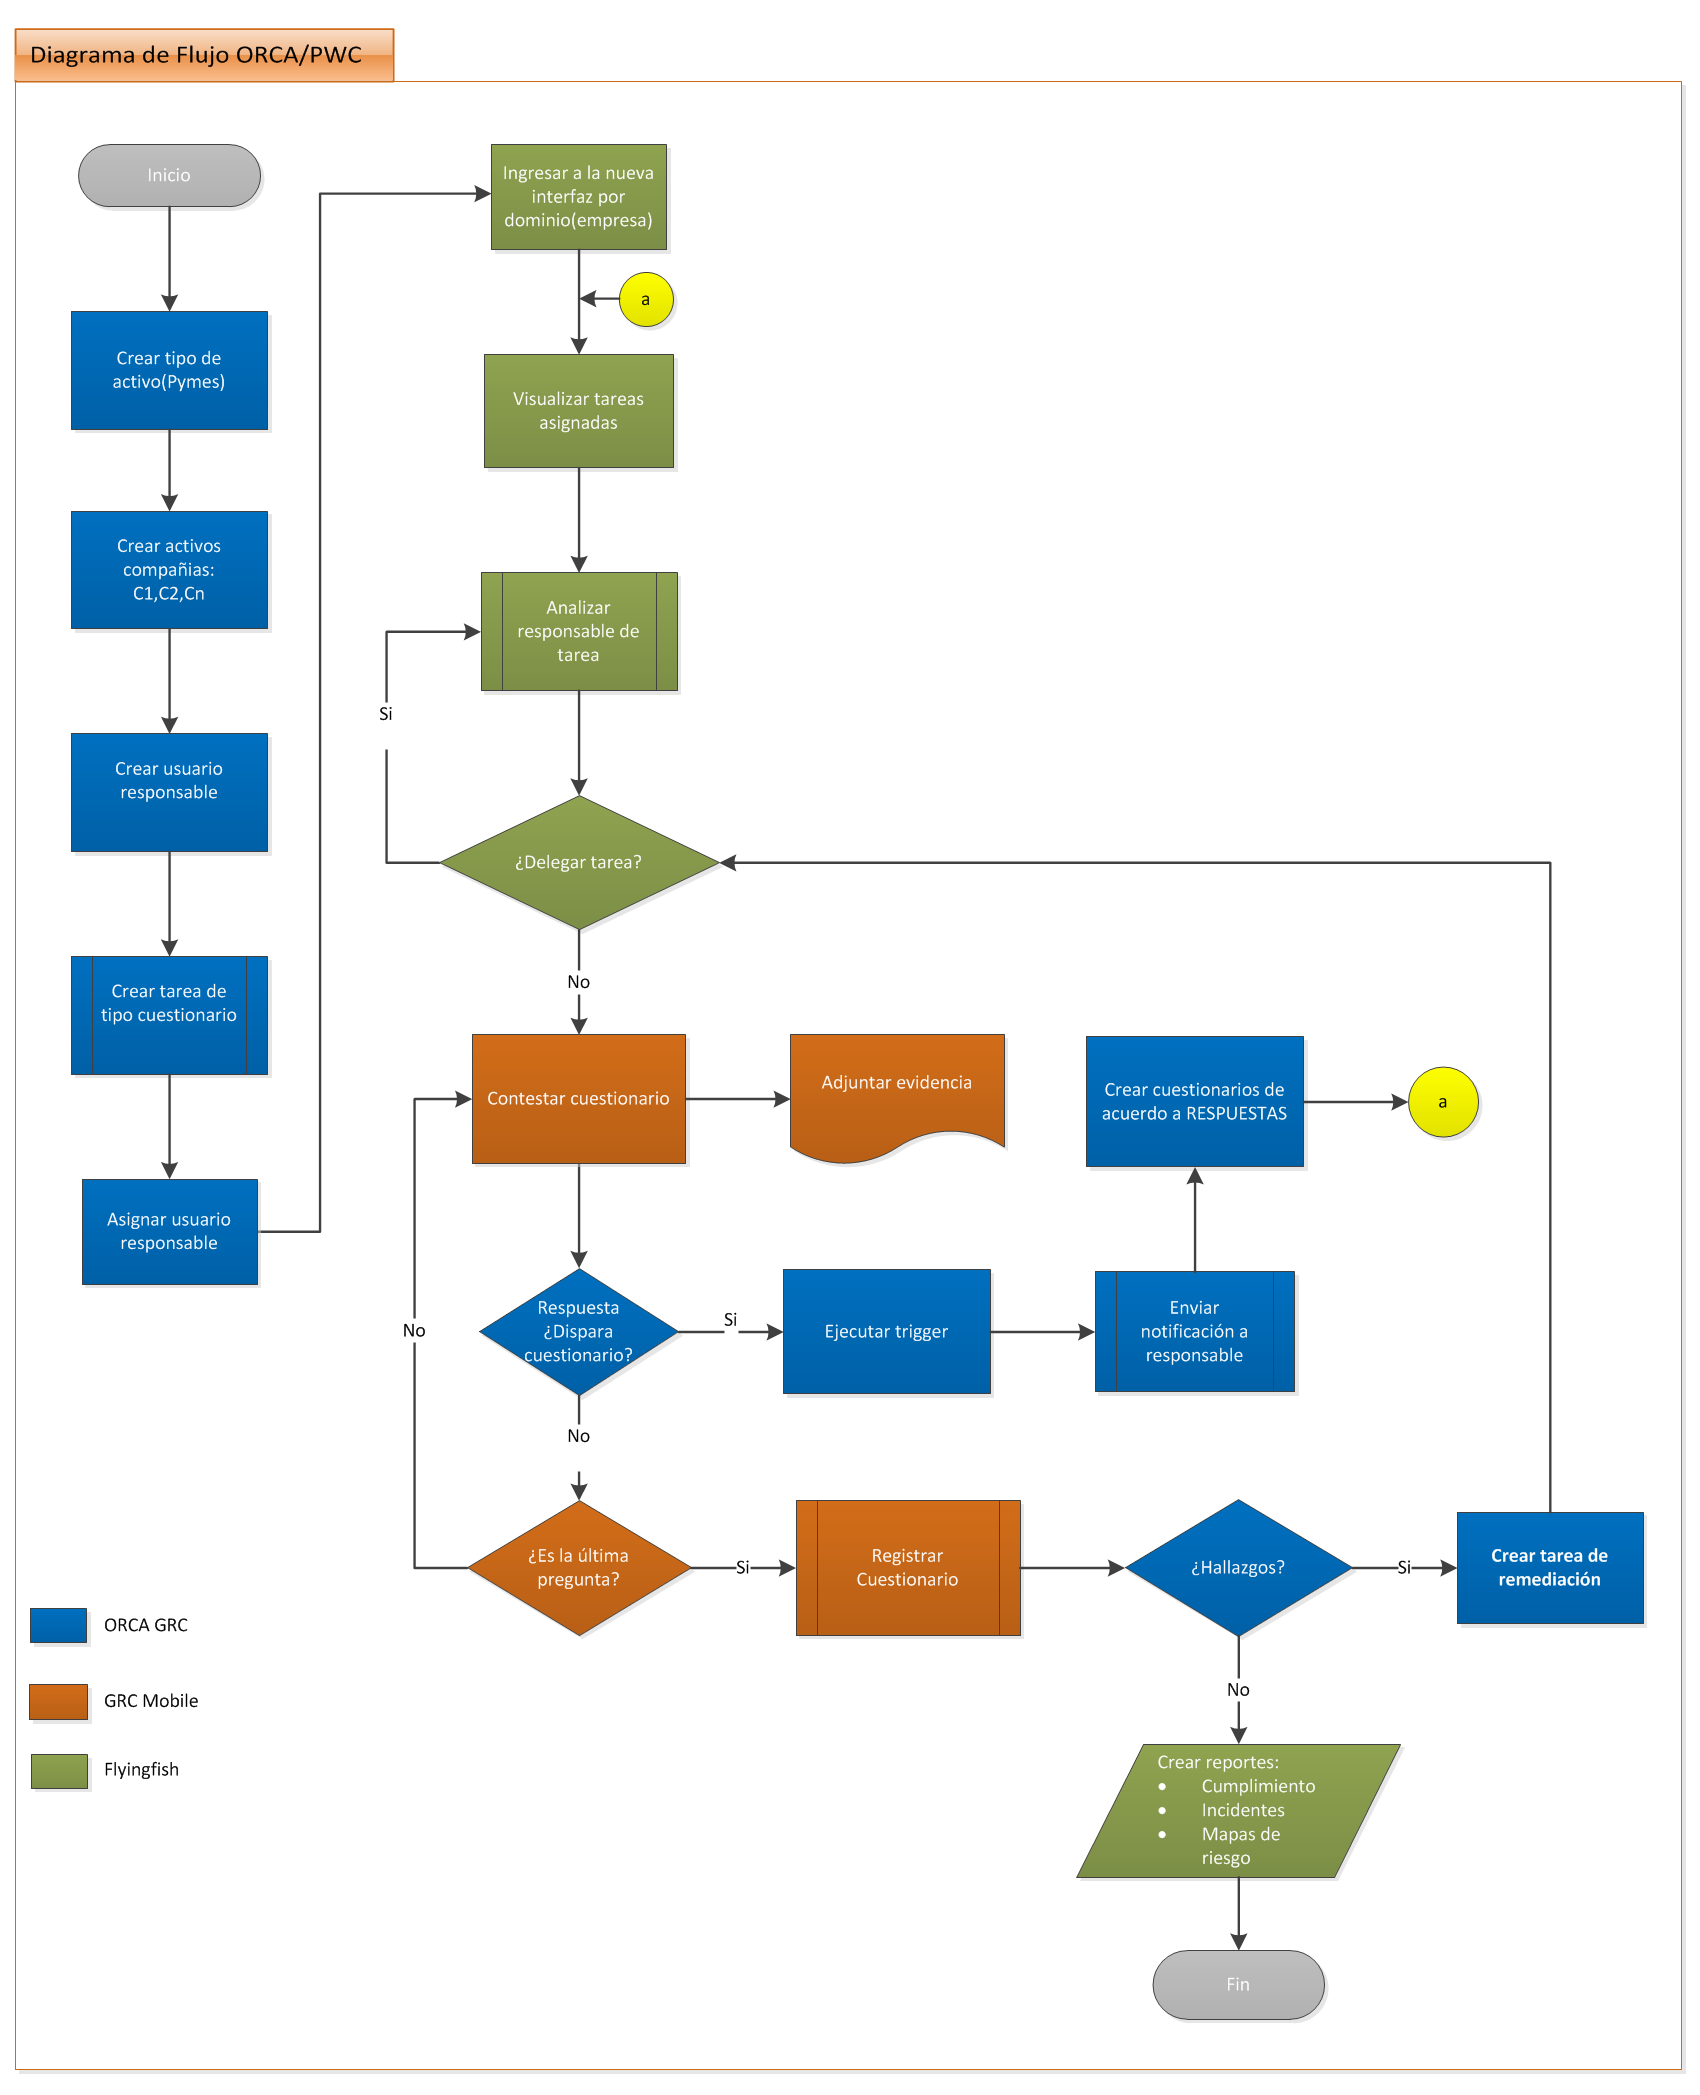 Diagrama de Flujo ORCA/PWC
Inicio
Crear tipo de
activo(Pymes)
Crear activos
compañias:
C1,C2,Cn
Crear usuario
responsable
Crear tarea de
tipo cuestionario
Asignar usuario
responsable
Ingresar a la nueva
interfaz por
dominio(empresa)
a
Visualizar tareas
asignadas
Analizar
responsable de
tarea
Si
¿Delegar tarea?
No
Contestar cuestionario
Adjuntar evidencia
Crear cuestionarios de
acuerdo a RESPUESTAS
a
Respuesta
¿Dispara
cuestionario?
Si
Ejecutar trigger
Enviar
notificación a
responsable
No
No
¿Es la última
pregunta?
Si
Registrar
Cuestionario
¿Hallazgos?
Si
Crear tarea de
remediación
No
Crear reportes:
• Cumplimiento
• Incidentes
• Mapas de
riesgo
Fin
ORCA GRC
GRC Mobile
Flyingfish